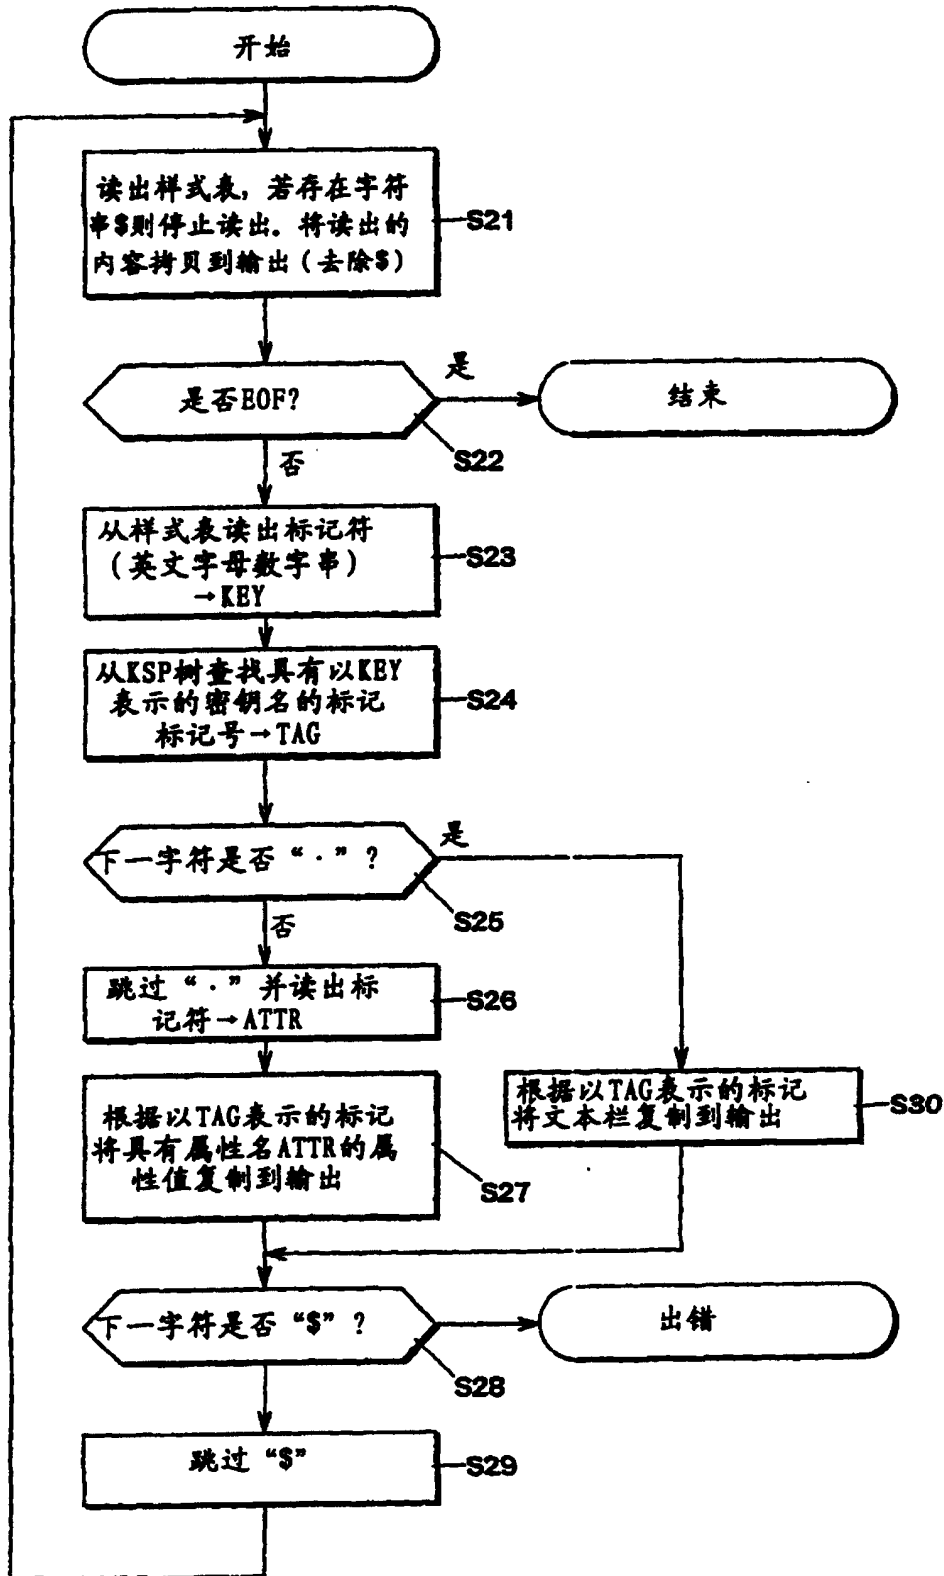 开始
读出样式表，若存在字符
串$则停止读出。将读出的
内容拷贝到输出（去除$）
S21
是否EOF？
是
结束
S22
否
从样式表读出标记符
（英文字母数字串）
→KEY
S23
从KSP树查找具有以KEY
表示的密钥名的标记
标记号→TAG
S24
下一字符是否“·”？
是
S25
否
跳过“·”并读出标
记符→ATTR
S26
根据以TAG表示的标记
将具有属性名ATTR的属
性值复制到输出
S27
根据以TAG表示的标记
将文本栏复制到输出
S30
下一字符是否“$”？
出错
S28
跳过“$”
S29